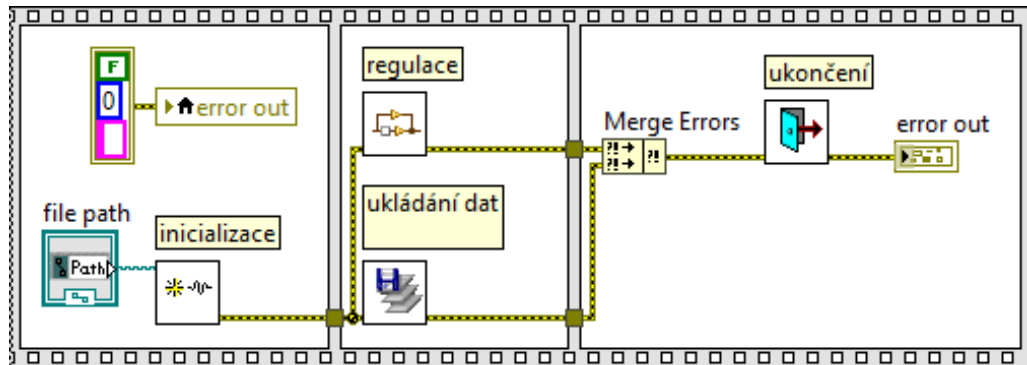 F
0
error out
file path
Path
inicializace
regulace
ukládání dat
Merge Errors
?!
?!
?!
ukončení
error out